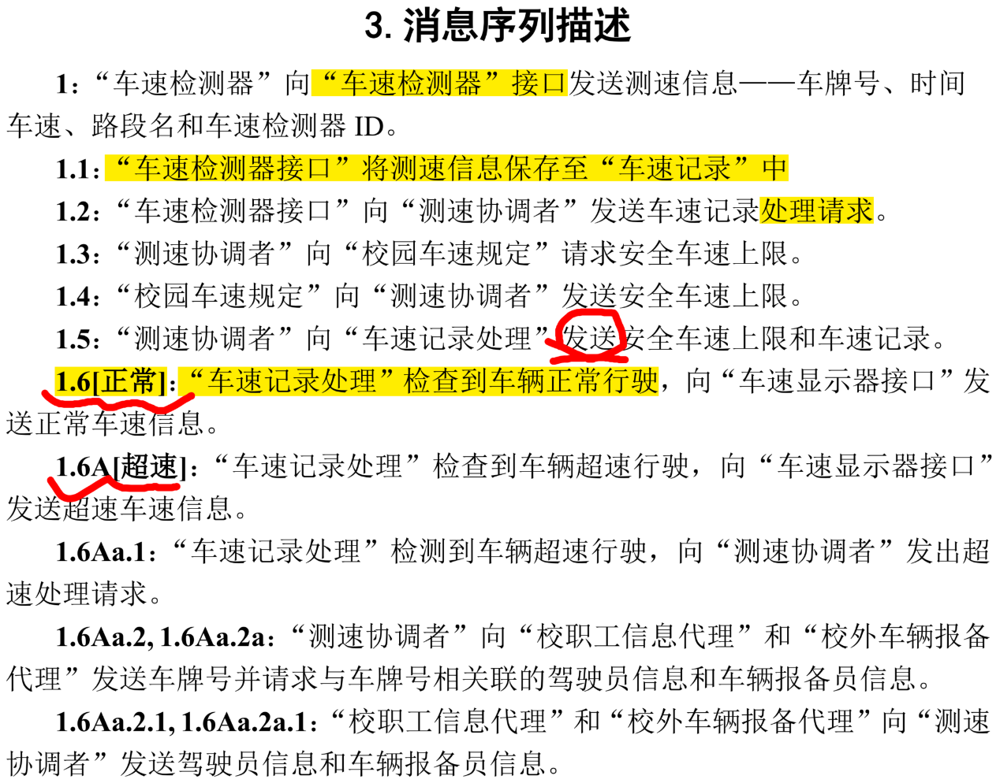 3. 消息序列描述
1：“车速检测器”向“车速检测器”接口发送测速信息——车牌号、时间
车速、路段名和车速检测器 ID。
1.1：“车速检测器接口”将测速信息保存至“车速记录”中
1.2：“车速检测器接口”向“测速协调者”发送车速记录处理请求。
1.3：“测速协调者”向“校园车速规定”请求安全车速上限。
1.4：“校园车速规定”向“测速协调者”发送安全车速上限。
1.5：“测速协调者”向“车速记录处理”发送安全车速上限和车速记录。
1.6[正常]：“车速记录处理”检查到车辆正常行驶，向“车速显示器接口”发
送正常车速信息。
1.6A[超速]：“车速记录处理”检查到车辆超速行驶，向“车速显示器接口”
发送超速车速信息。
1.6Aa.1：“车速记录处理”检测到车辆超速行驶，向“测速协调者”发出超
速处理请求。
1.6Aa.2, 1.6Aa.2a：“测速协调者”向“校职工信息代理”和“校外车辆报备
代理”发送车牌号并请求与车牌号相关联的驾驶员信息和车辆报备员信息。
1.6Aa.2.1, 1.6Aa.2a.1：“校职工信息代理”和“校外车辆报备代理”向“测速
协调者”发送驾驶员信息和车辆报备员信息。